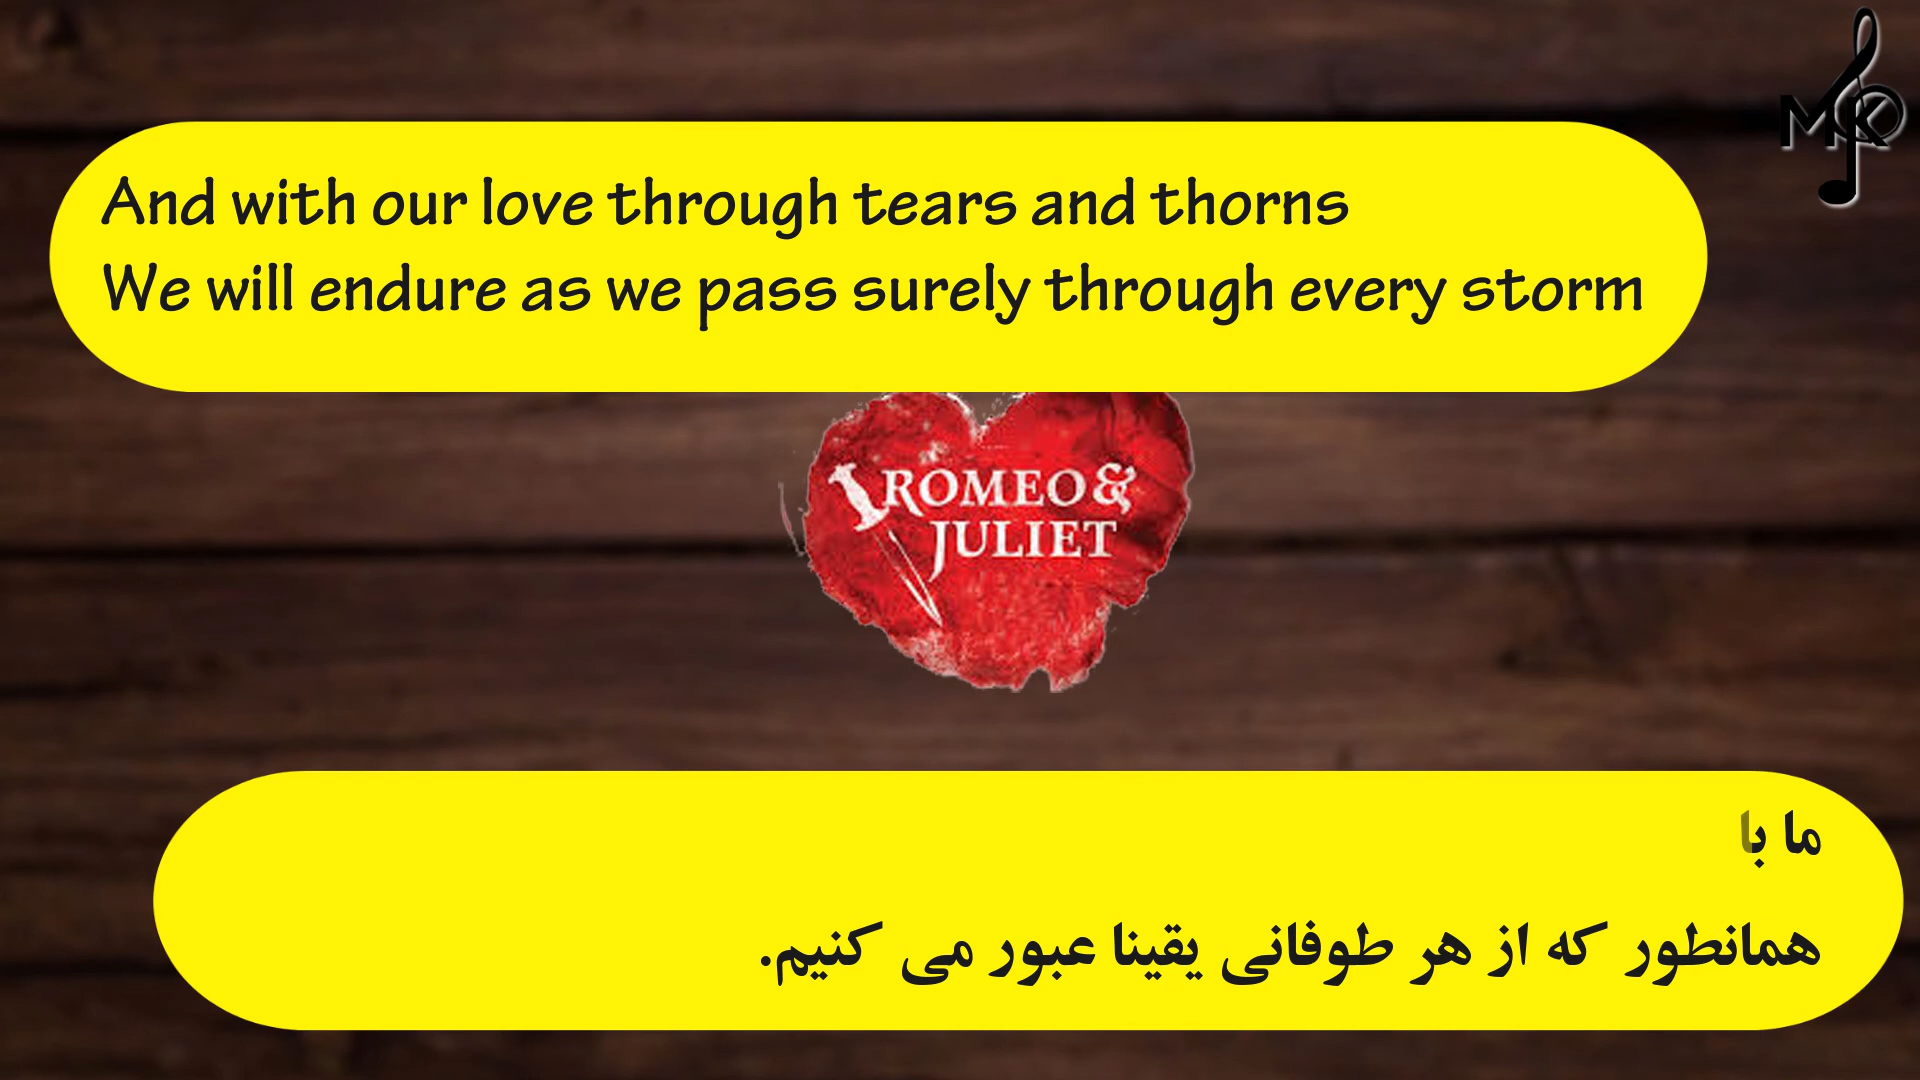 MKO
And with our love through tears and thorns
We will endure as we pass surely through every storm
ROMEO &
JULIET
ما با
همانطور که از هر طوفانی یقینا عبور می کنیم.